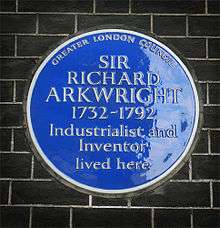 GREATER LONDON COUNCIL
SIR
RICHARD
ARKWRIGHT
1732-1792
Industrialist and
Inventor
lived here